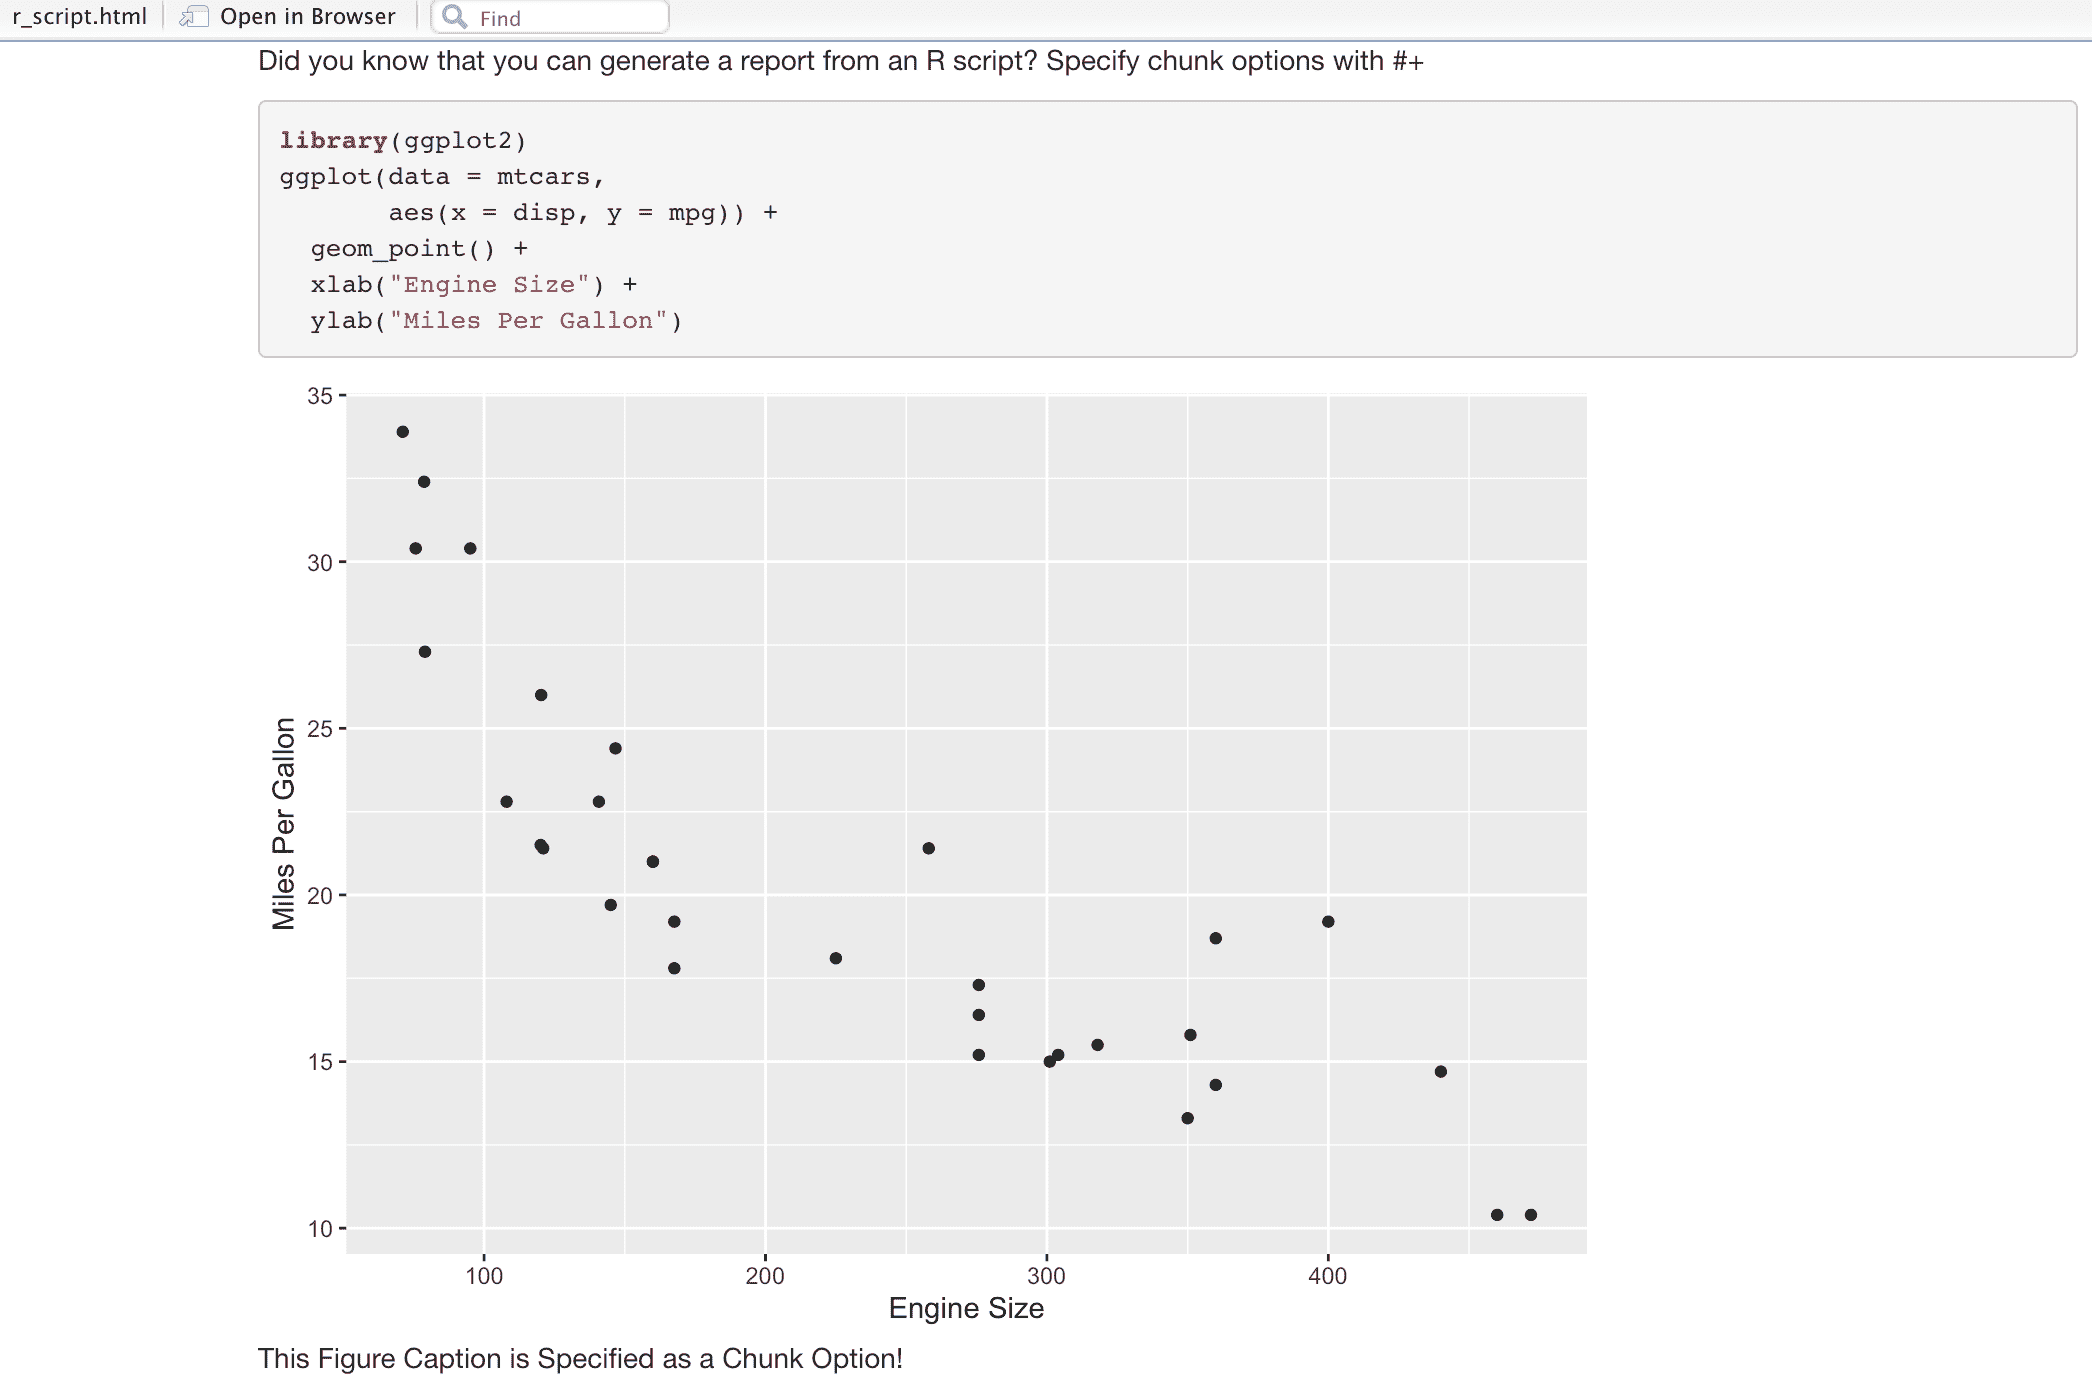 r_script.html Open in Browser Find
Did you know that you can generate a report from an R script? Specify chunk options with #+
library(ggplot2)
ggplot(data = mtcars,
       aes(x = disp, y = mpg)) +
  geom_point() +
  xlab("Engine Size") +
  ylab("Miles Per Gallon")
35
30
25
20
15
10
Miles Per Gallon
100 200 300 400
Engine Size
This Figure Caption is Specified as a Chunk Option!